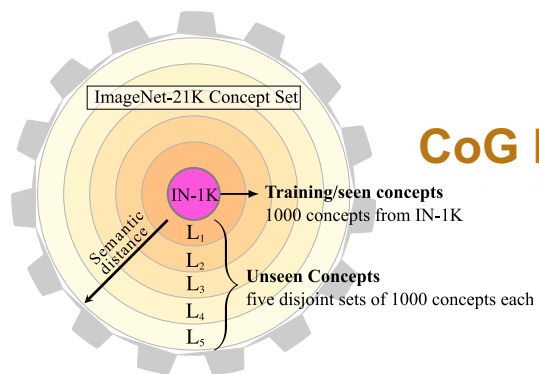 ImageNet-21K Concept Set
CoG
IN-1K
Training/seen concepts
1000 concepts from IN-1K
Semantic
distance
L₁
L₂
L₃
L₄
L₅
Unseen Concepts
five disjoint sets of 1000 concepts each